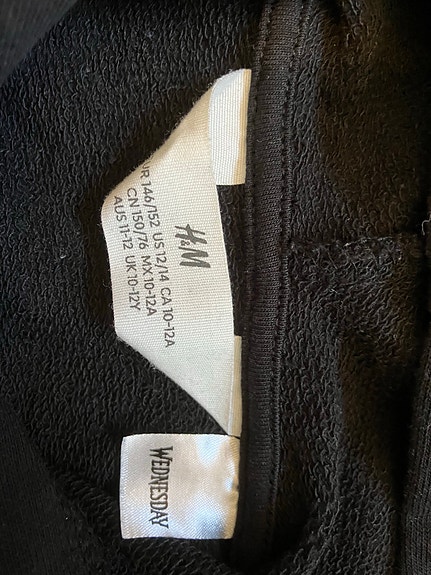 H&M
EUR 146/152 US 12/14 CA 10-12A
CN 150/76 MX 10-12A
AUS 11-12 UK 10-12Y
WEDNESDAY